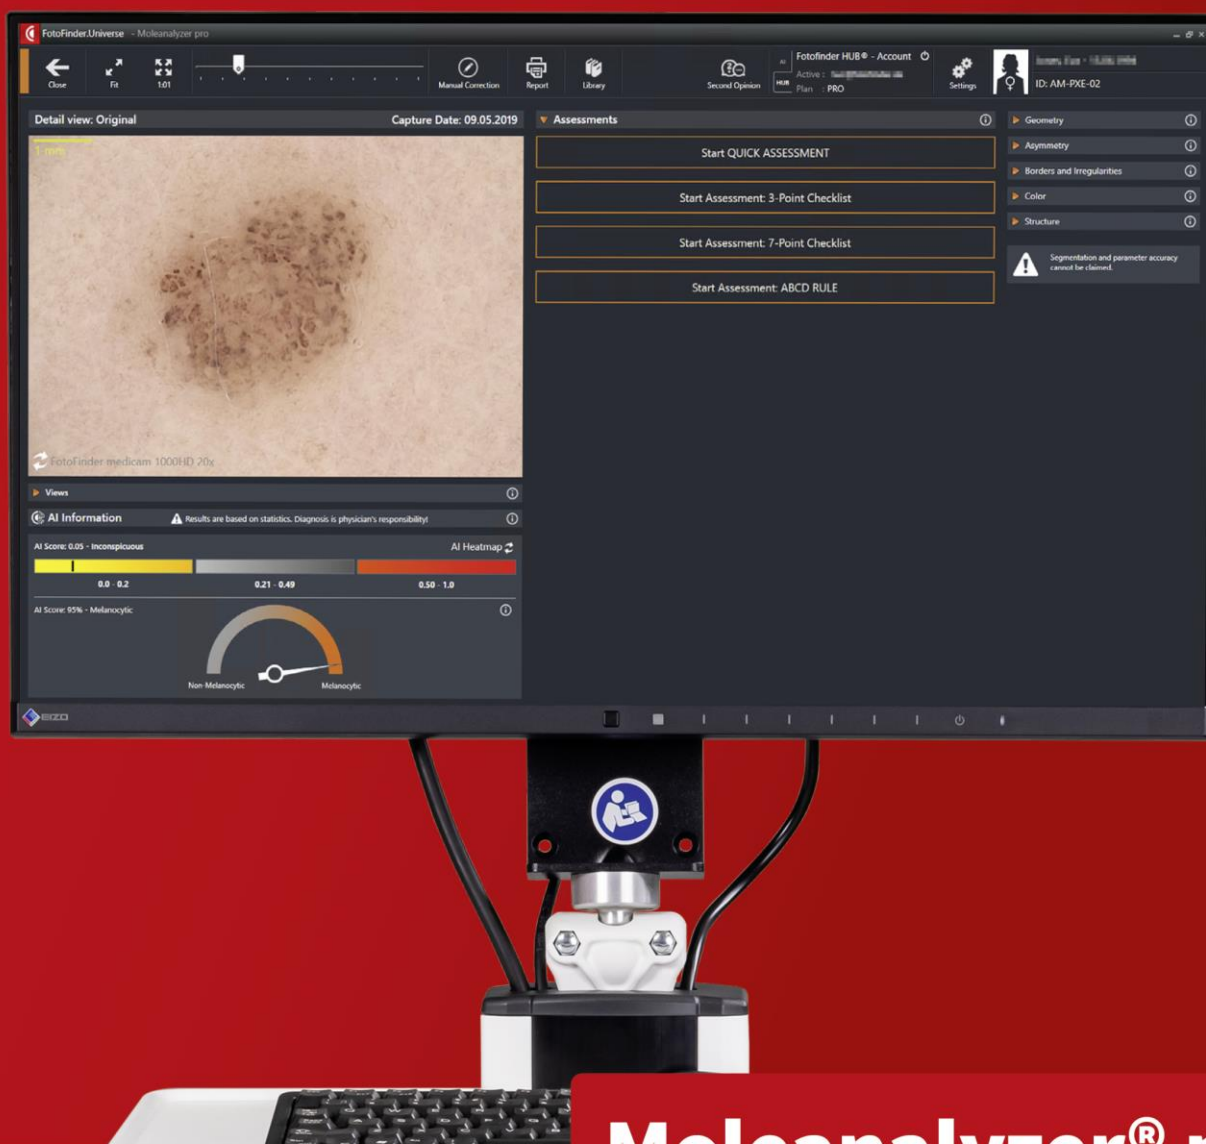 FotoFinder.Universe - Moleanalyzer pro
Close
Fit
1:01
Manual Correction
Report
Library
Second Opinion
AI
HUB
Fotofinder HUB® - Account
Active :
Plan : PRO
Settings
ID: AM-PXE-02
Detail view: Original
Capture Date: 09.05.2019
1 mm
FotoFinder medicam 1000HD 20x
Views
AI Information
Results are based on statistics. Diagnosis is physician's responsibility!
AI Score: 0.05 - Inconspicuous
AI Heatmap
0.0 - 0.2
0.21 - 0.49
0.50 - 1.0
AI Score: 95% - Melanocytic
Non-Melanocytic
Melanocytic
Assessments
Start QUICK ASSESSMENT
Start Assessment: 3-Point Checklist
Start Assessment: 7-Point Checklist
Start Assessment: ABCD RULE
Geometry
Asymmetry
Borders and Irregularities
Color
Structure
Segmentation and parameter accuracy
cannot be claimed.
EIZO
Moleanalyzer®